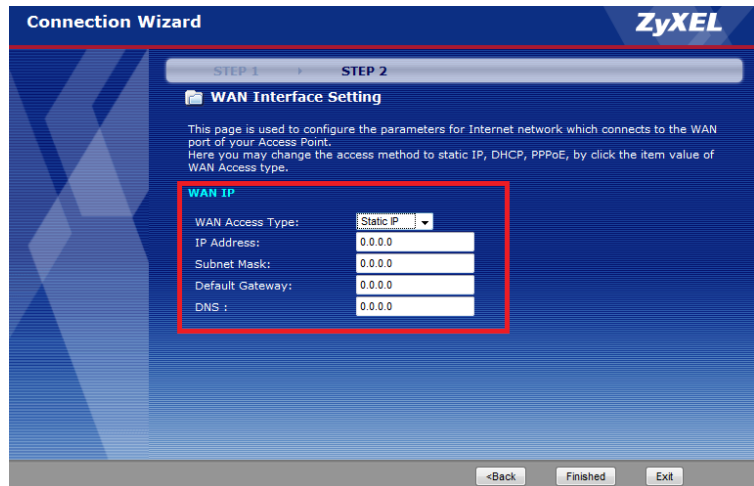 Connection Wizard
ZyXEL
STEP 1 › STEP 2
WAN Interface Setting
This page is used to configure the parameters for Internet network which connects to the WAN
port of your Access Point.
Here you may change the access method to static IP, DHCP, PPPoE, by click the item value of
WAN Access type.
WAN IP
WAN Access Type: Static IP
IP Address: 0.0.0.0
Subnet Mask: 0.0.0.0
Default Gateway: 0.0.0.0
DNS : 0.0.0.0
<Back Finished Exit